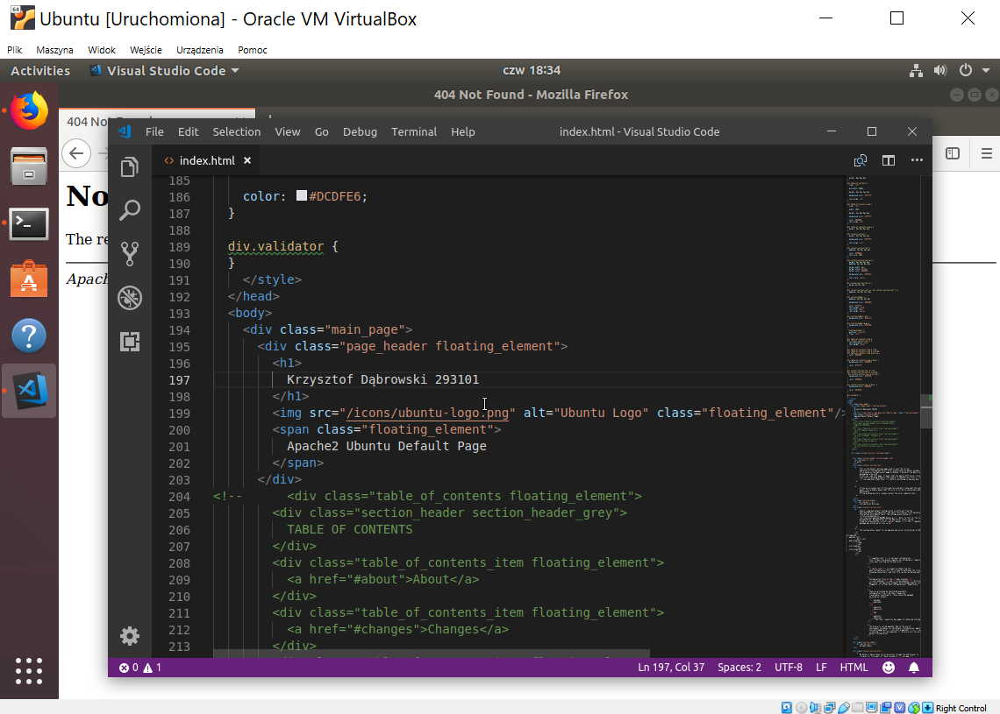 Ubuntu [Uruchomiona] - Oracle VM VirtualBox
Plik Maszyna Widok Wejście Urządzenia Pomoc
Activities Visual Studio Code czw 18:34
404 Not Found - Mozilla Firefox
404 Not Found
File Edit Selection View Go Debug Terminal Help index.html - Visual Studio Code
<> index.html ×
185
186 color: #DCDFE6;
187 }
188
189 div.validator {
190 }
191 </style>
192 </head>
193 <body>
194 <div class="main_page">
195 <div class="page_header floating_element">
196 <h1>
197 Krzysztof Dąbrowski 293101
198 </h1>
199 <img src="/icons/ubuntu-logo.png" alt="Ubuntu Logo" class="floating_element"/>
200 <span class="floating_element">
201 Apache2 Ubuntu Default Page
202 </span>
203 </div>
204 <!-- <div class="table_of_contents floating_element">
205 <div class="section_header section_header_grey">
206 TABLE OF CONTENTS
207 </div>
208 <div class="table_of_contents_item floating_element">
209 <a href="#about">About</a>
210 </div>
211 <div class="table_of_contents_item floating_element">
212 <a href="#changes">Changes</a>
213 </div>
No
The re
Apach
0 1 Ln 197, Col 37 Spaces: 2 UTF-8 LF HTML
Right Control